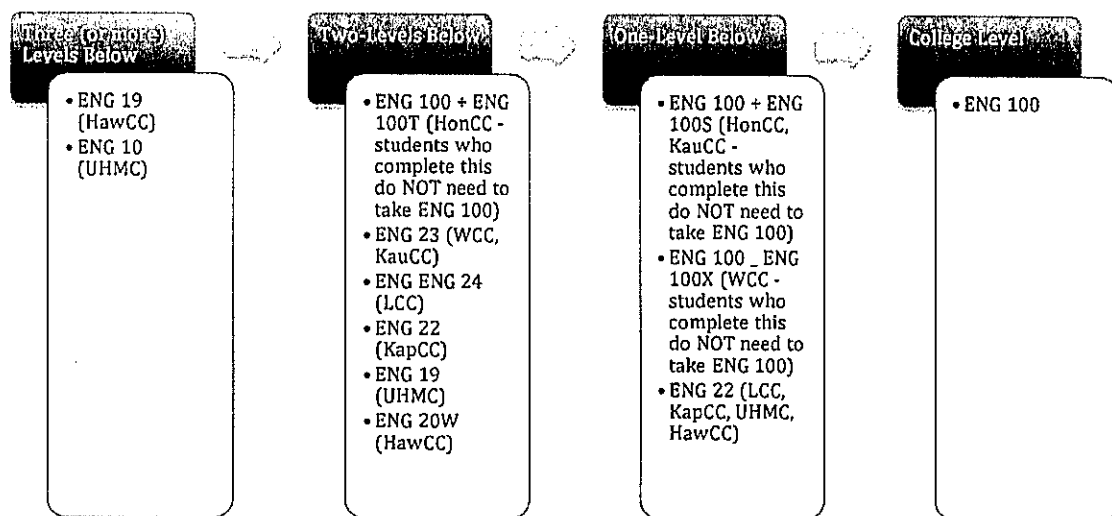 Three (or more)
Levels Below
• ENG 19
(HawCC)
• ENG 10
(UHMC)
Two-Levels Below
• ENG 100 + ENG
100T (HonCC -
students who
complete this
do NOT need to
take ENG 100)
• ENG 23 (WCC,
KauCC)
• ENG ENG 24
(LCC)
• ENG 22
(KapCC)
• ENG 19
(UHMC)
• ENG 20W
(HawCC)
One-Level Below
• ENG 100 + ENG
100S (HonCC,
KauCC -
students who
complete this
do NOT need to
take ENG 100)
• ENG 100 _ ENG
100X (WCC -
students who
complete this
do NOT need to
take ENG 100)
• ENG 22 (LCC,
KapCC, UHMC,
HawCC)
College Level
• ENG 100